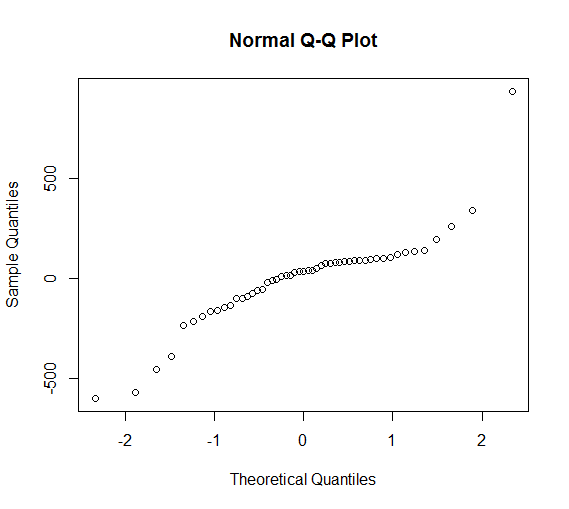 Normal Q-Q Plot
Sample Quantiles
500
0
-500
-2 -1 0 1 2
Theoretical Quantiles